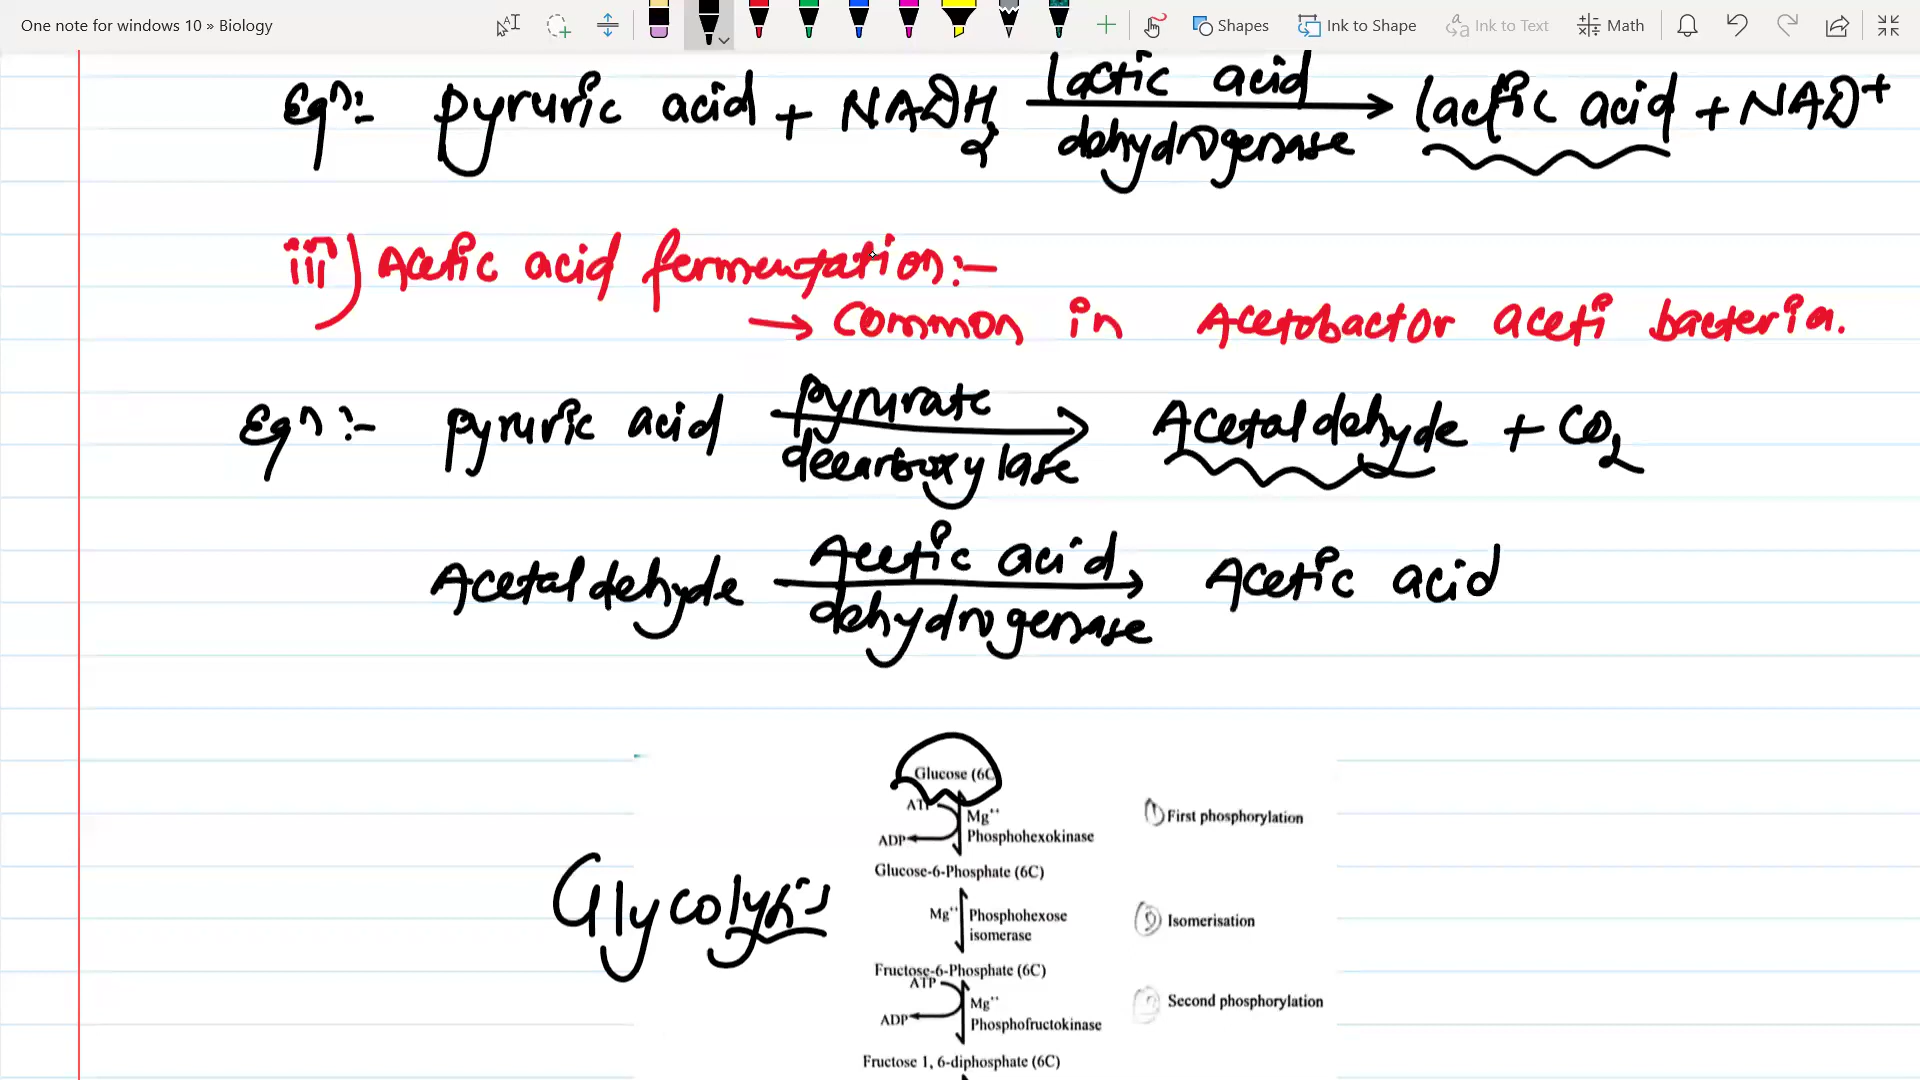 One note for windows 10 » Biology
Shapes Ink to Shape Ink to Text Math
Eqn:- pyruvic acid + NADH2 lactic acid dehydrogenase → lactic acid + NAD+
iii) Acetic acid fermentation:-
→ Common in Acetobactor aceti bacteria.
Eqn:- pyruvic acid pyruvate decarboxylase → Acetaldehyde + CO2
Acetaldehyde Acetic acid dehydrogenase → Acetic acid
Glucose (6C
ATP
Mg++
Phosphohexokinase
ADP
① First phosphorylation
Glucose-6-Phosphate (6C)
Glycolysis
Mg++ Phosphohexose
isomerase
Isomerisation
Fructose-6-Phosphate (6C)
ATP
Mg++
Phosphofructokinase
ADP
Second phosphorylation
Fructose 1, 6-diphosphate (6C)